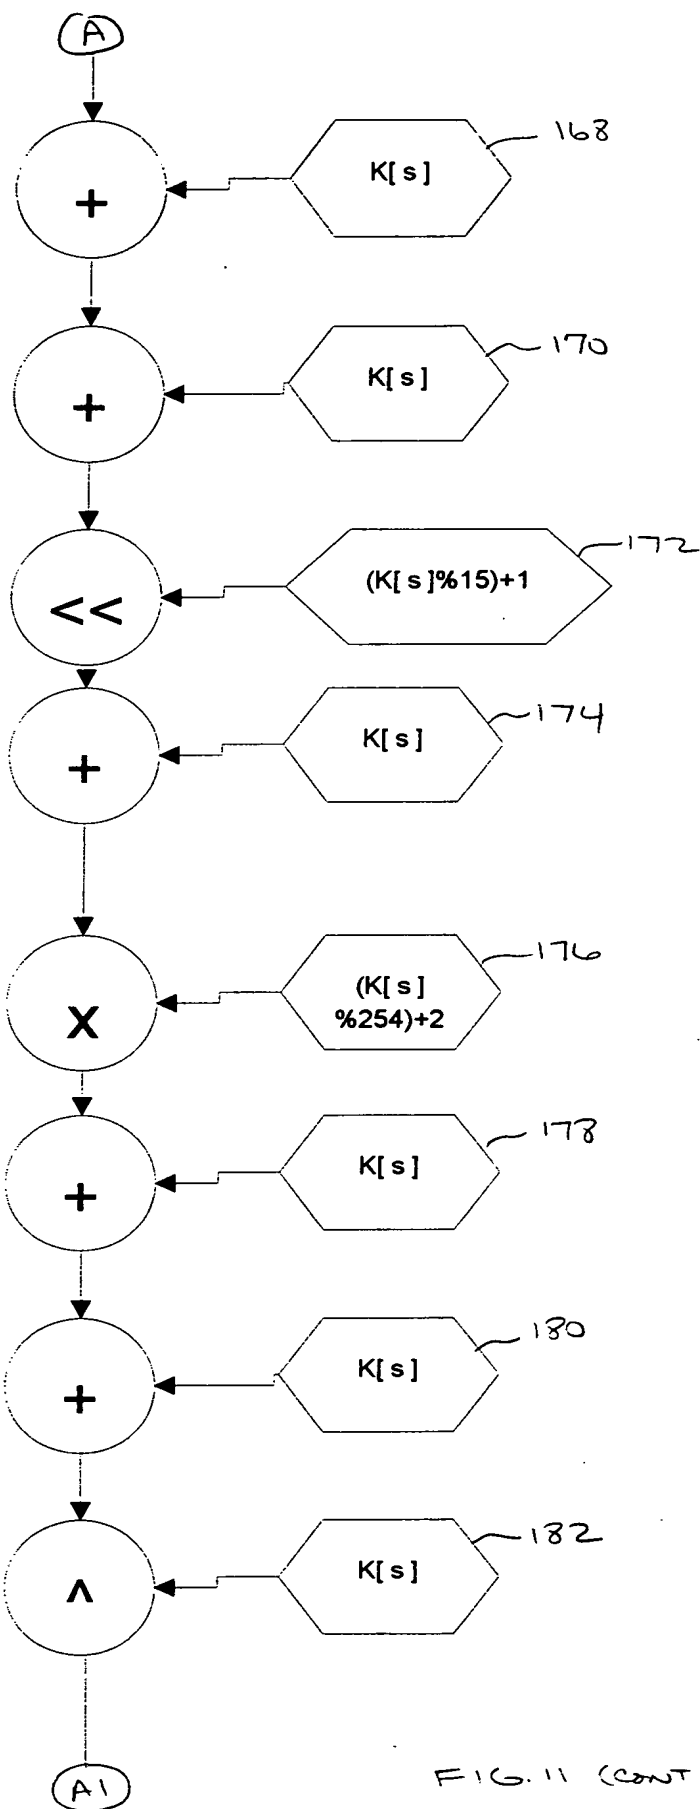 A
+
K[ s ]
168
+
K[ s ]
170
<<
(K[ s ]%15)+1
172
+
K[ s ]
174
X
(K[ s ]
%254)+2
176
+
K[ s ]
178
+
K[ s ]
180
^
K[ s ]
182
A1
FIG. 11 (CONT